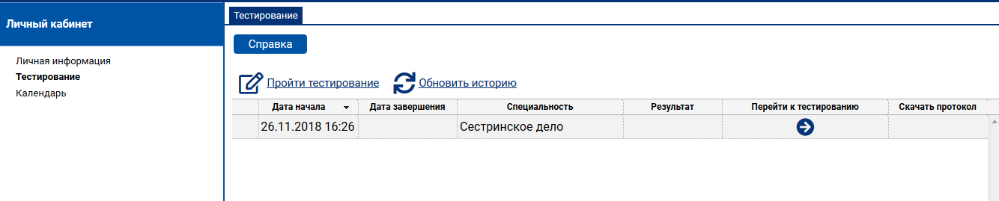 Личный кабинет
Личная информация
Тестирование
Календарь
Тестирование
Справка
Пройти тестирование Обновить историю
Дата начала Дата завершения Специальность Результат Перейти к тестированию Скачать протокол
26.11.2018 16:26 Сестринское дело